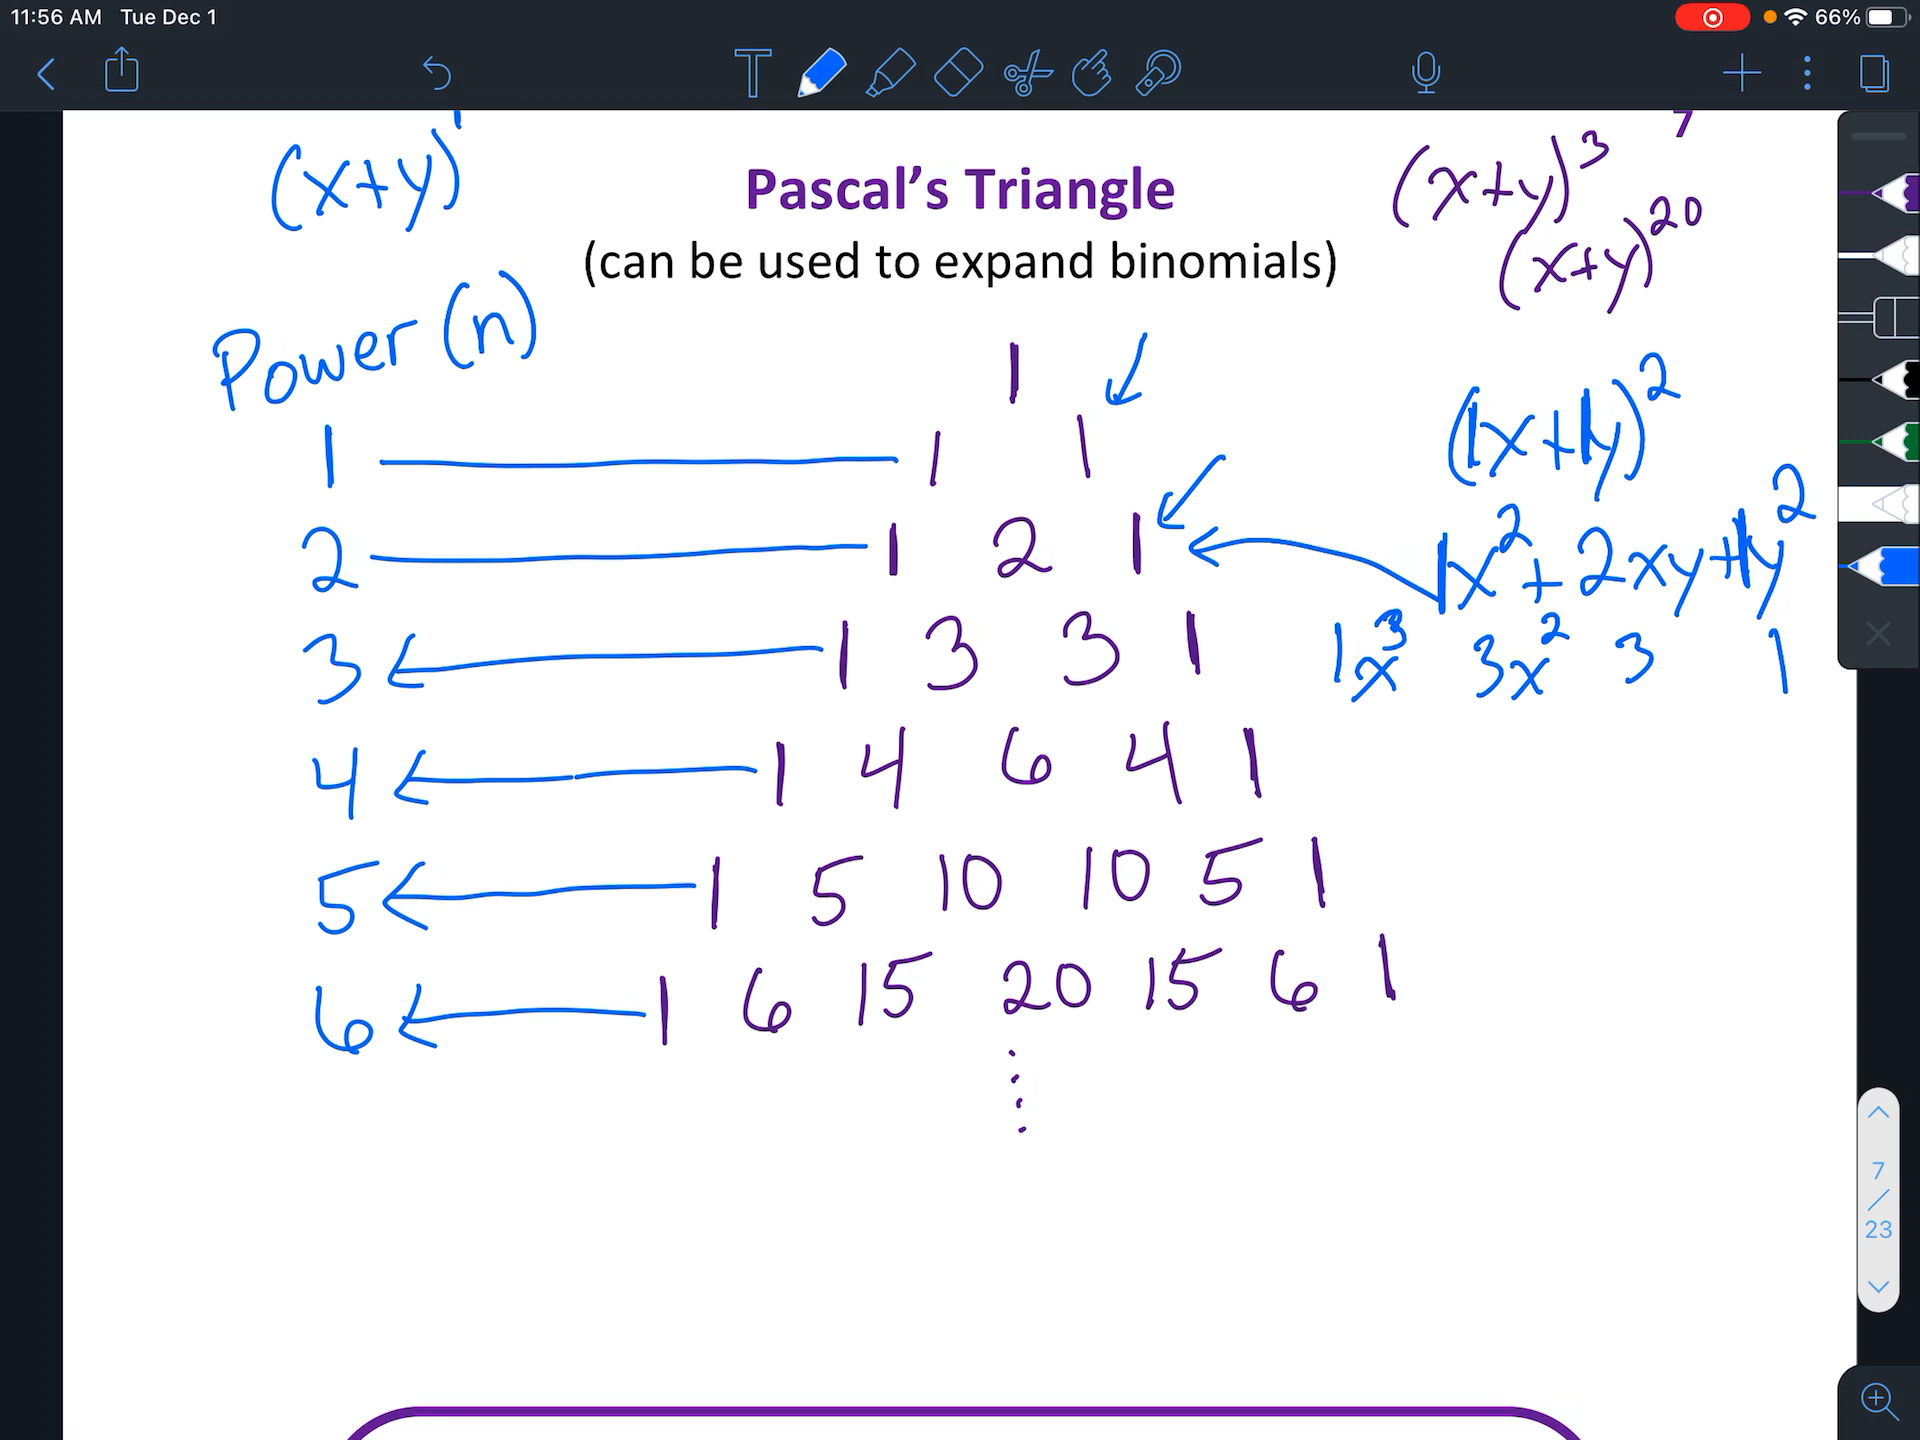 11:56 AM Tue Dec 1
66%
(x+y)¹
Pascal’s Triangle
(x+y)³
(can be used to expand binomials)
(x+y)²⁰
Power (n)
1
(1x+1y)²
1 1 1
2 1 2 1
1x²+2xy+1y²
3 1 3 3 1
1x³ 3x² 3 1
4 1 4 6 4 1
5 1 5 10 10 5 1
6 1 6 15 20 15 6 1
7
/
23